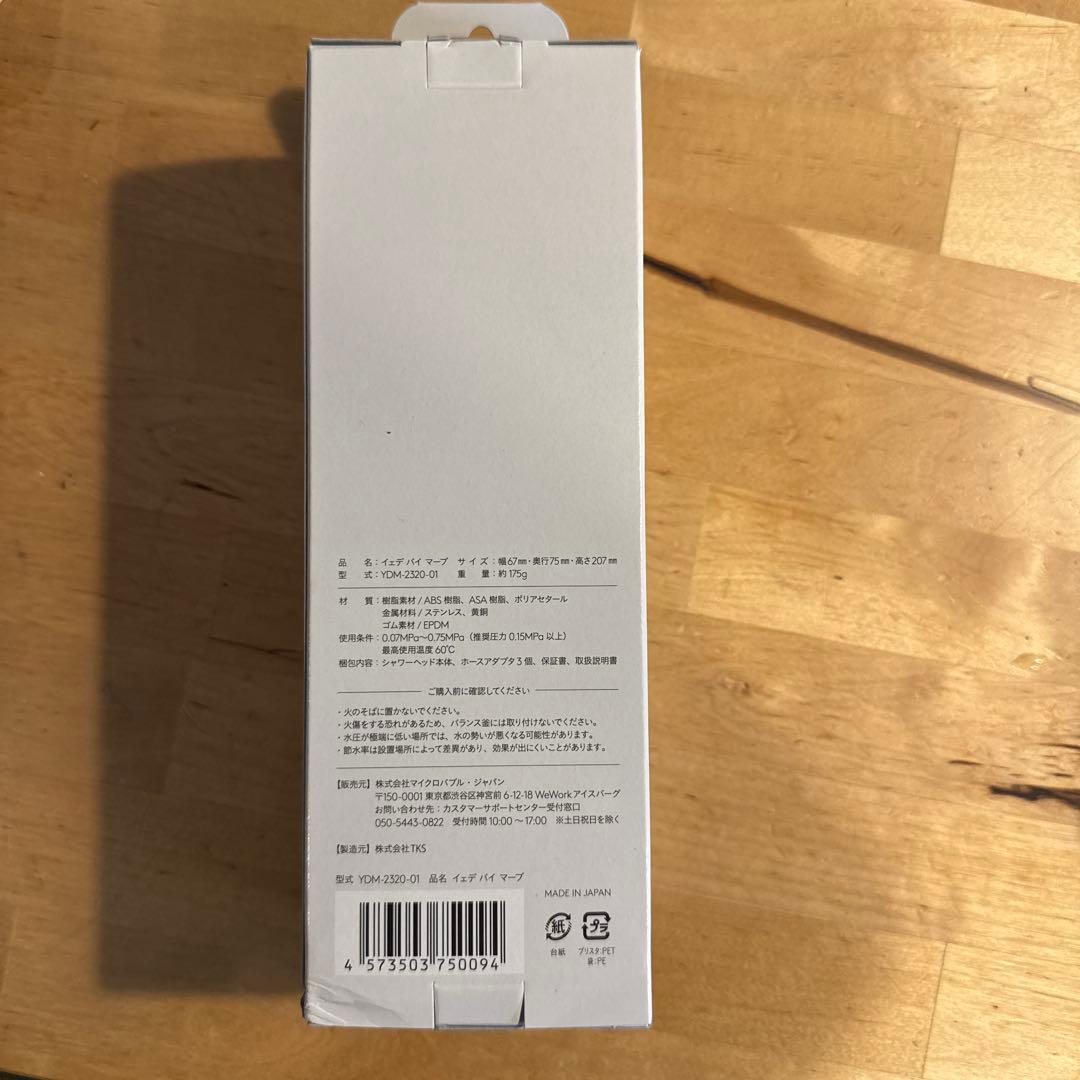 品　名：イェデ バイ マーブ　サイズ：幅67㎜・奥行75㎜・高さ207㎜
型　式：YDM-2320-01　重　量：約175g
材　質：樹脂素材 / ABS 樹脂、ASA 樹脂、ポリアセタール
金属材料 / ステンレス、黄銅
ゴム素材 / EPDM
使用条件：0.07MPa〜0.75MPa（推奨圧力 0.15MPa 以上）
最高使用温度 60℃
梱包内容：シャワーヘッド本体、ホースアダプタ 3 個、保証書、取扱説明書
ご購入前に確認してください
・火のそばに置かないでください。
・火傷をする恐れがあるため、バランス釜には取り付けないでください。
・水圧が極端に低い場所では、水の勢いが悪くなる可能性があります。
・節水率は設置場所によって差異があり、効果が出にくいことがあります。
【販売元】株式会社マイクロバブル・ジャパン
〒150-0001 東京都渋谷区神宮前 6-12-18 WeWork アイスバーグ
お問い合わせ先：カスタマーサポートセンター受付窓口
050-5443-0822　受付時間 10:00 〜 17:00　※土日祝日を除く
【製造元】株式会社 TKS
型式 YDM-2320-01　品名 イェデ バイ マーブ
MADE IN JAPAN
4 573503 750094
紙 プラ
台紙 ブリスタ:PET
袋:PE